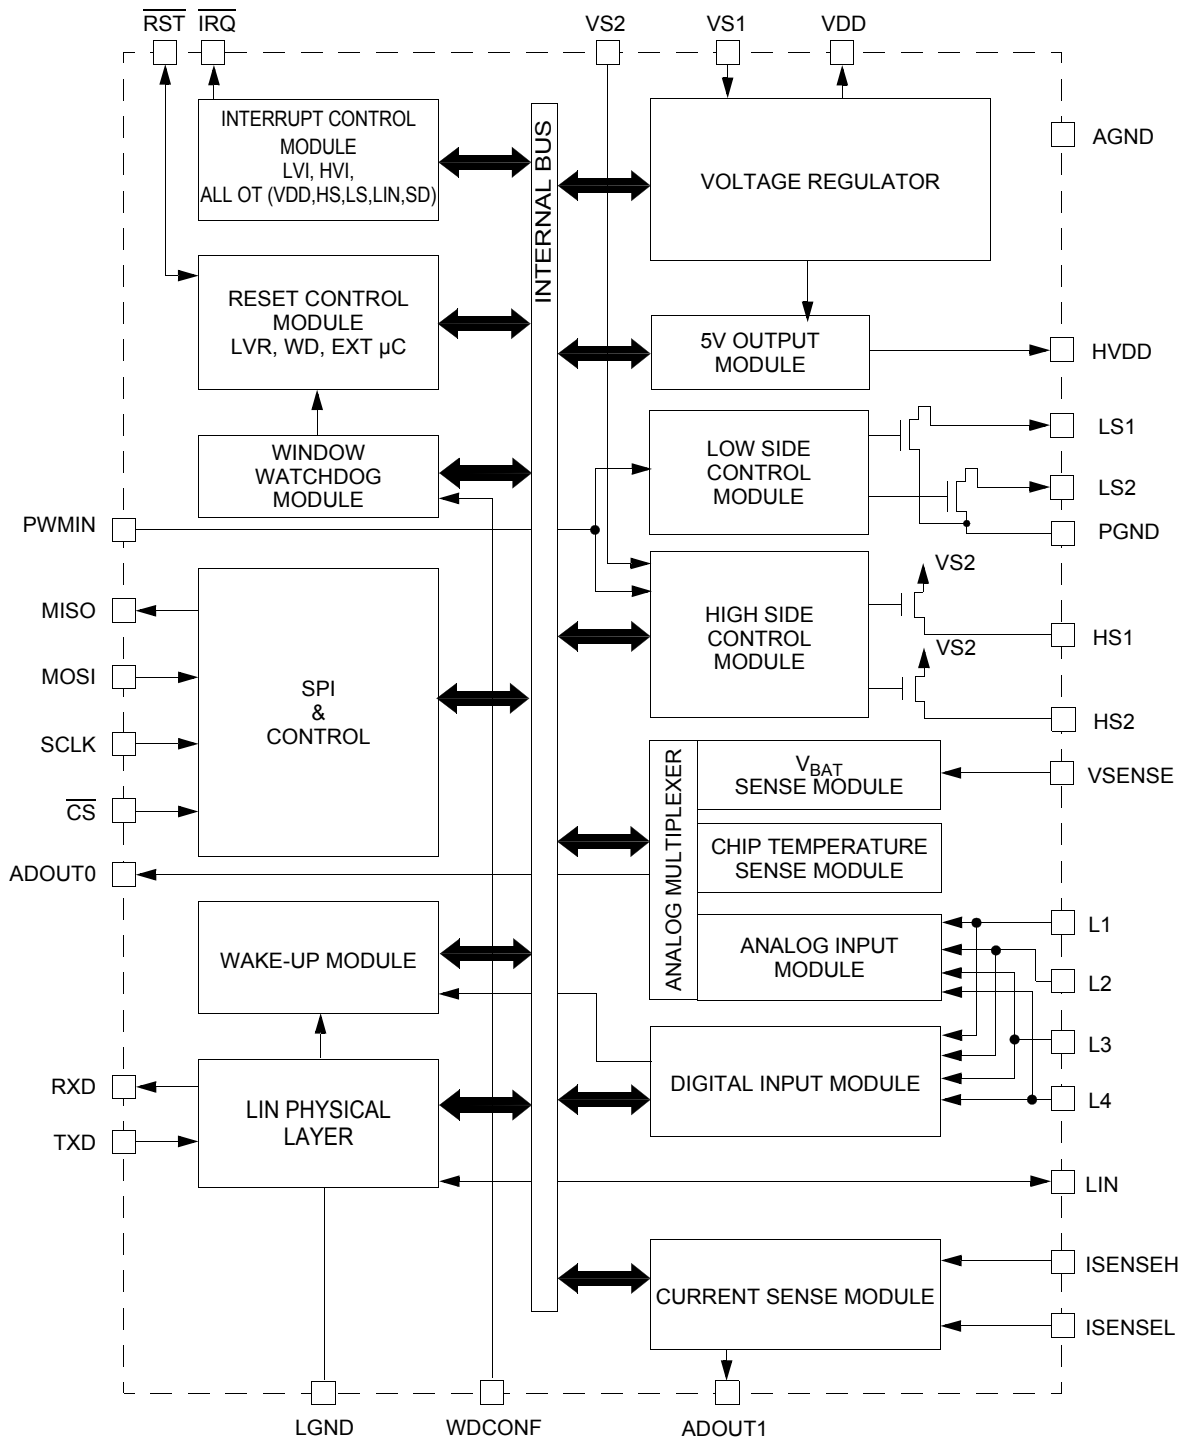 RST IRQ VS2 VS1 VDD
INTERRUPT CONTROL
MODULE
LVI, HVI,
ALL OT (VDD,HS,LS,LIN,SD)
INTERNAL BUS
VOLTAGE REGULATOR
AGND
RESET CONTROL
MODULE
LVR, WD, EXT µC
5V OUTPUT
MODULE
HVDD
WINDOW
WATCHDOG
MODULE
LOW SIDE
CONTROL
MODULE
LS1
LS2
PGND
PWMIN
VS2
HIGH SIDE
CONTROL
MODULE
HS1
VS2
HS2
MISO
MOSI
SCLK
CS
SPI
&
CONTROL
ANALOG MULTIPLEXER
VBAT
SENSE MODULE
VSENSE
CHIP TEMPERATURE
SENSE MODULE
ADOUT0
ANALOG INPUT
MODULE
L1
L2
L3
L4
WAKE-UP MODULE
DIGITAL INPUT MODULE
RXD
TXD
LIN PHYSICAL
LAYER
LIN
CURRENT SENSE MODULE
ISENSEH
ISENSEL
LGND WDCONF ADOUT1